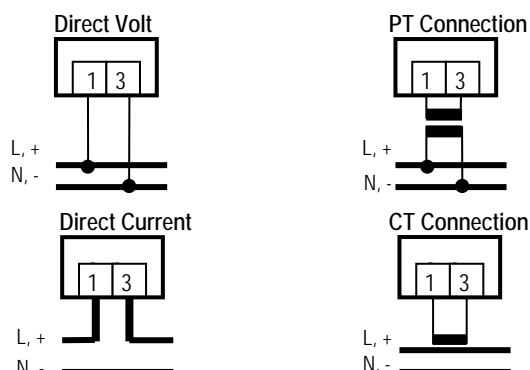 Direct Volt
1 3
L, +
N, -
PT Connection
1 3
L, +
N, -
Direct Current
1 3
L, +
N, -
CT Connection
1 3
L, +
N, -